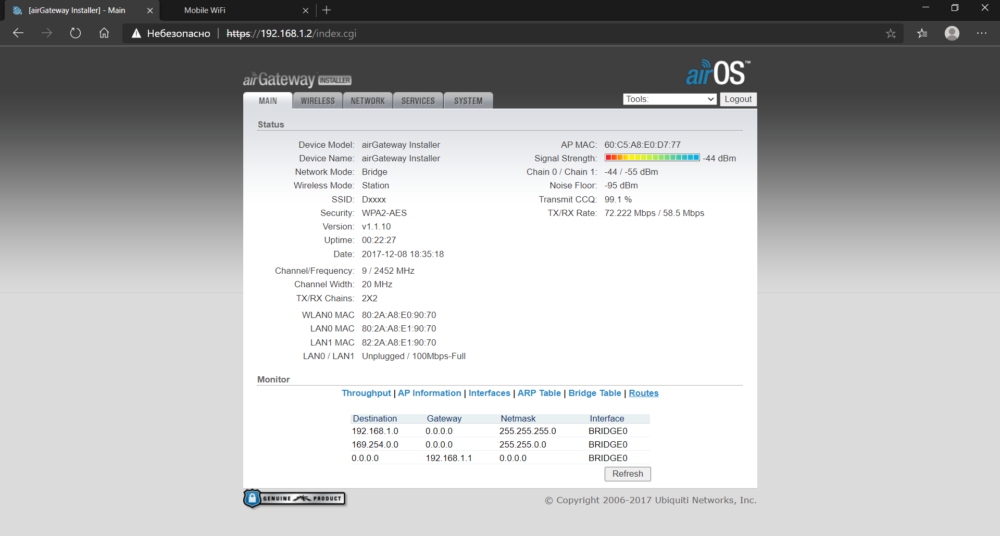 [airGateway Installer] - Main
Mobile WiFi
Небезопасно | https://192.168.1.2/index.cgi
airGateway INSTALLER
airOS™
MAIN WIRELESS NETWORK SERVICES SYSTEM
Tools: Logout
Status
Device Model: airGateway Installer
Device Name: airGateway Installer
Network Mode: Bridge
Wireless Mode: Station
SSID: Dxxxx
Security: WPA2-AES
Version: v1.1.10
Uptime: 00:22:27
Date: 2017-12-08 18:35:18
Channel/Frequency: 9 / 2452 MHz
Channel Width: 20 MHz
TX/RX Chains: 2X2
WLAN0 MAC 80:2A:A8:E0:90:70
LAN0 MAC 80:2A:A8:E1:90:70
LAN1 MAC 82:2A:A8:E1:90:70
LAN0 / LAN1 Unplugged / 100Mbps-Full
AP MAC: 60:C5:A8:E0:D7:77
Signal Strength: -44 dBm
Chain 0 / Chain 1: -44 / -55 dBm
Noise Floor: -95 dBm
Transmit CCQ: 99.1 %
TX/RX Rate: 72.222 Mbps / 58.5 Mbps
Monitor
Throughput | AP Information | Interfaces | ARP Table | Bridge Table | Routes
Destination Gateway Netmask Interface
192.168.1.0 0.0.0.0 255.255.255.0 BRIDGE0
169.254.0.0 0.0.0.0 255.255.0.0 BRIDGE0
0.0.0.0 192.168.1.1 0.0.0.0 BRIDGE0
Refresh
GENUINE PRODUCT
© Copyright 2006-2017 Ubiquiti Networks, Inc.